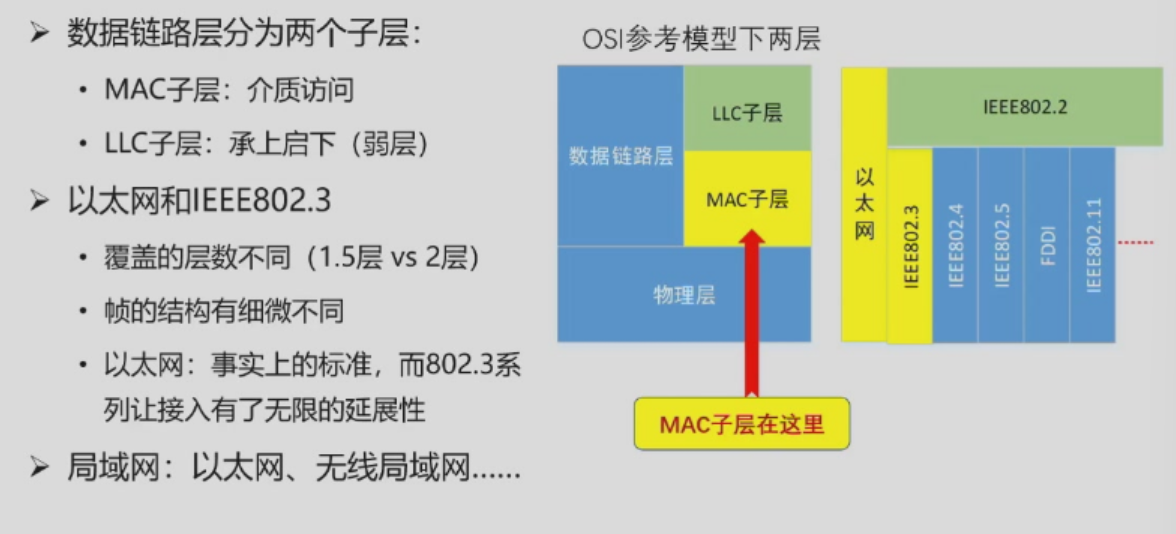 ➢ 数据链路层分为两个子层：
• MAC子层：介质访问
• LLC子层：承上启下（弱层）
➢ 以太网和IEEE802.3
• 覆盖的层数不同（1.5层 vs 2层）
• 帧的结构有细微不同
• 以太网：事实上的标准，而802.3系
列让接入有了无限的延展性
➢ 局域网：以太网、无线局域网……
OSI参考模型下两层
数据链路层
LLC子层
MAC子层
物理层
MAC子层在这里
以太网
IEEE802.2
IEEE802.3
IEEE802.4
IEEE802.5
FDDI
IEEE802.11